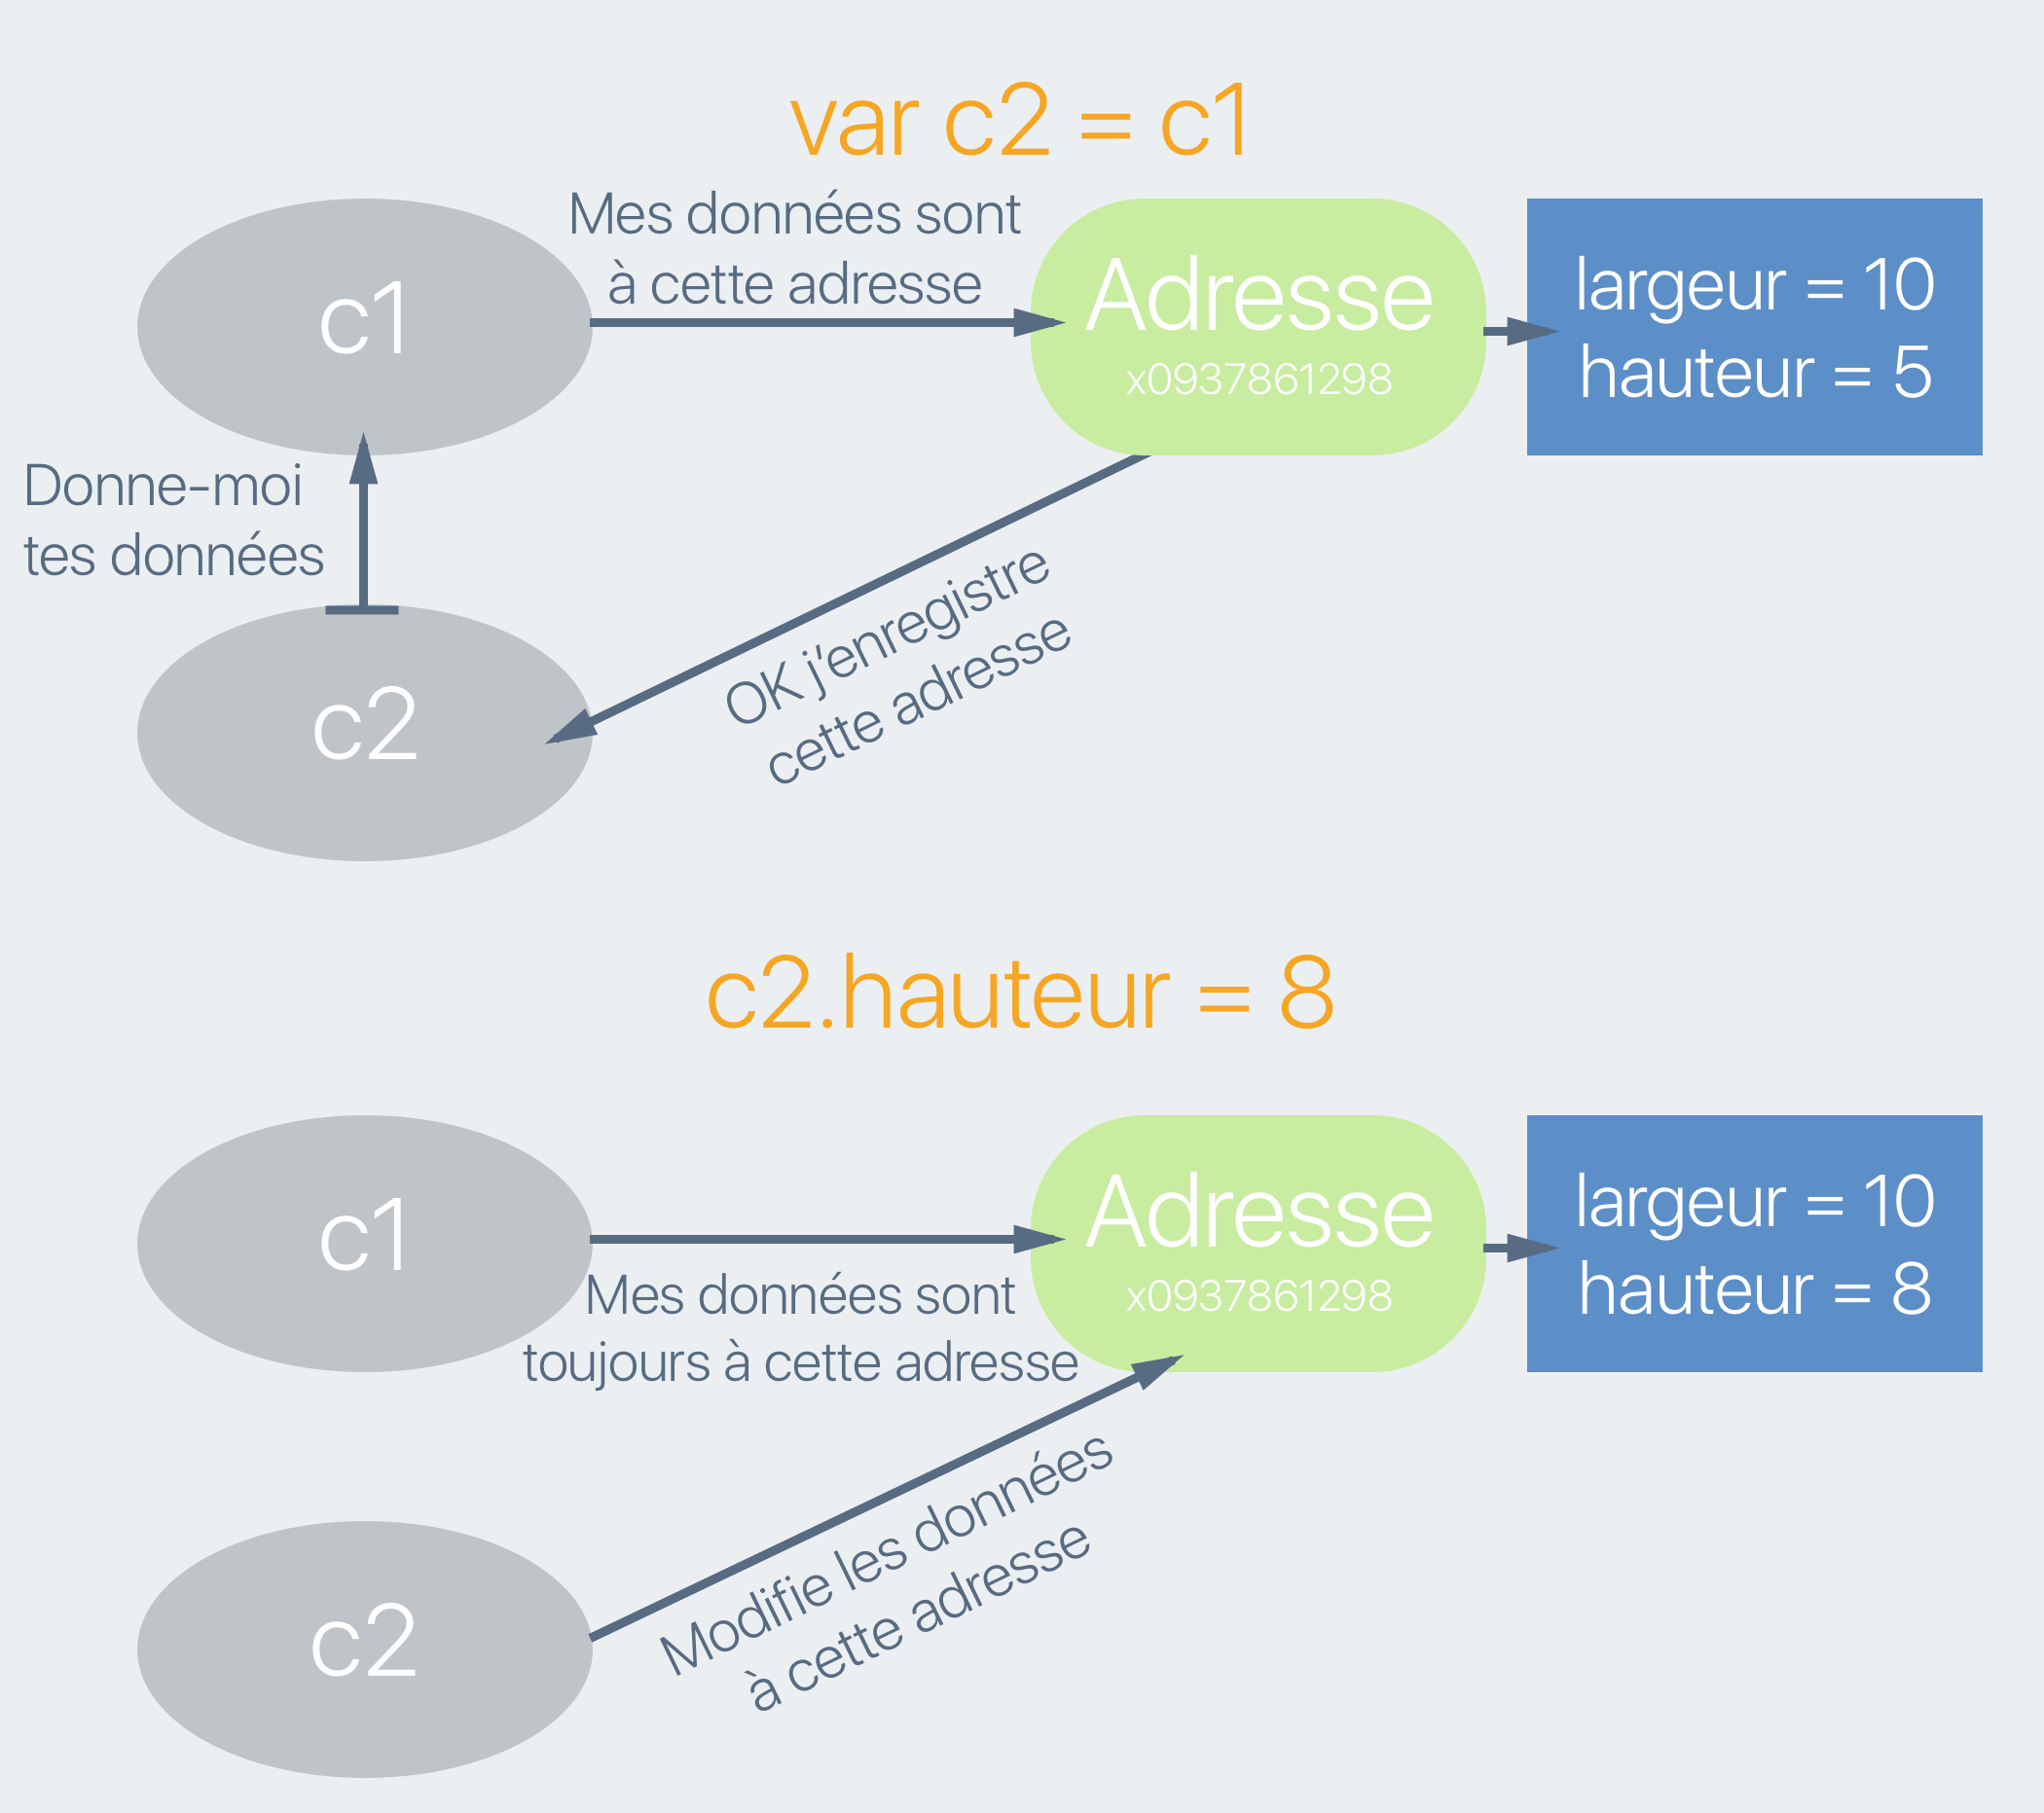 var c2 = c1
Mes données sont
à cette adresse
c1
Adresse
x0937861298
largeur = 10
hauteur = 5
Donne-moi
tes données
OK j'enregistre
cette adresse
c2
c2.hauteur = 8
c1
Adresse
x0937861298
largeur = 10
hauteur = 8
Mes données sont
toujours à cette adresse
Modifie les données
à cette adresse
c2